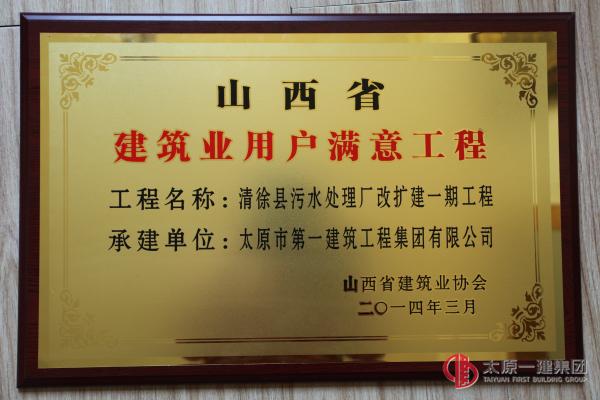 山西省
建筑业用户满意工程
工程名称：清徐县污水处理厂改扩建一期工程
承建单位：太原市第一建筑工程集团有限公司
山西省建筑业协会
二〇一四年三月
太原一建集团
TAIYUAN FIRST BUILDING GROUP